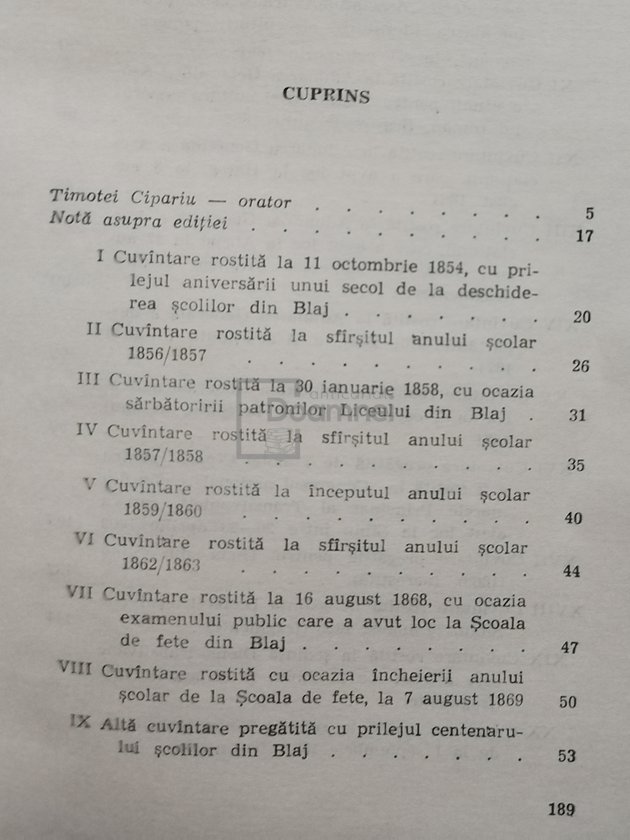 CUPRINS
Timotei Cipariu — orator . . . . . . . 5
Notă asupra ediției . . . . . . . . . 17
I Cuvîntare rostită la 11 octombrie 1854, cu pri-
lejul aniversării unui secol de la deschide-
rea școlilor din Blaj . . . . . . . 20
II Cuvîntare rostită la sfîrșitul anului școlar
1856/1857 . . . . . . . . . . 26
III Cuvîntare rostită la 30 ianuarie 1858, cu ocazia
sărbătoririi patronilor Liceului din Blaj . 31
IV Cuvîntare rostită la sfîrșitul anului școlar
1857/1858 . . . . . . . . . . 35
V Cuvîntare rostită la începutul anului școlar
1859/1860 . . . . . . . . . . 40
VI Cuvîntare rostită la sfîrșitul anului școlar
1862/1863 . . . . . . . . . . 44
VII Cuvîntare rostită la 16 august 1868, cu ocazia
examenului public care a avut loc la Școala
de fete din Blaj . . . . . . . . 47
VIII Cuvîntare rostită cu ocazia încheierii anului
școlar de la Școala de fete, la 7 august 1869 50
IX Altă cuvîntare pregătită cu prilejul centenaru-
lui școlilor din Blaj . . . . . . . 53
189